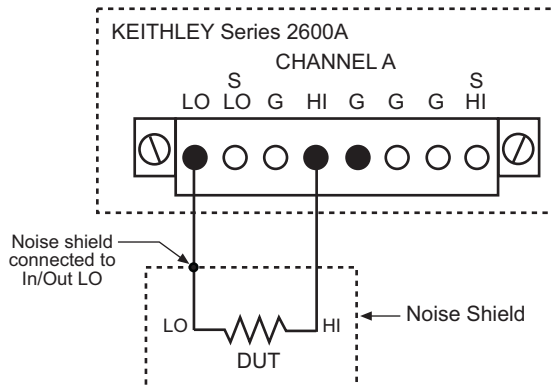 KEITHLEY Series 2600A
CHANNEL A
S S
LO LO G HI G G G HI
Noise shield
connected to
In/Out LO
LO HI
Noise Shield
DUT